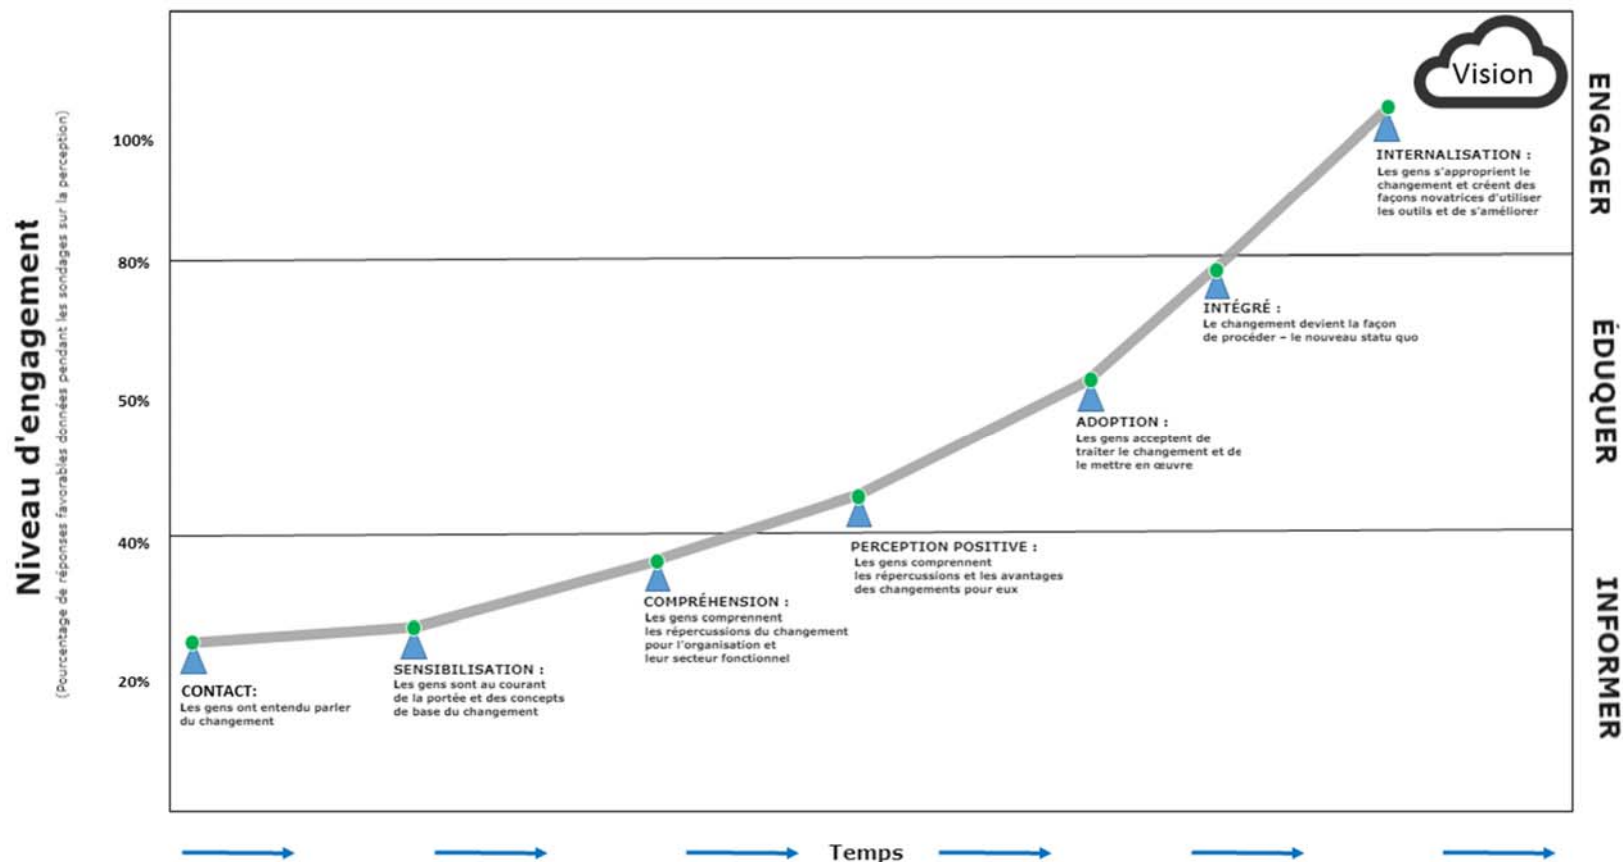 Vision
ENGAGER
100%
INTERNALISATION :
Les gens s'approprient le
changement et créent des
façons novatrices d'utiliser
les outils et de s'améliorer
Niveau d'engagement
(Pourcentage de réponses favorables données pendant les sondages sur la perception)
80%
INTÉGRÉ :
Le changement devient la façon
de procéder – le nouveau statu quo
ÉDUQUER
50%
ADOPTION :
Les gens acceptent de
traiter le changement et de
le mettre en œuvre
40%
PERCEPTION POSITIVE :
Les gens comprennent
les répercussions et les avantages
des changements pour eux
COMPRÉHENSION :
Les gens comprennent
les répercussions du changement
pour l'organisation et
leur secteur fonctionnel
INFORMER
SENSIBILISATION :
Les gens sont au courant
de la portée et des concepts
de base du changement
20%
CONTACT:
Les gens ont entendu parler
du changement
Temps